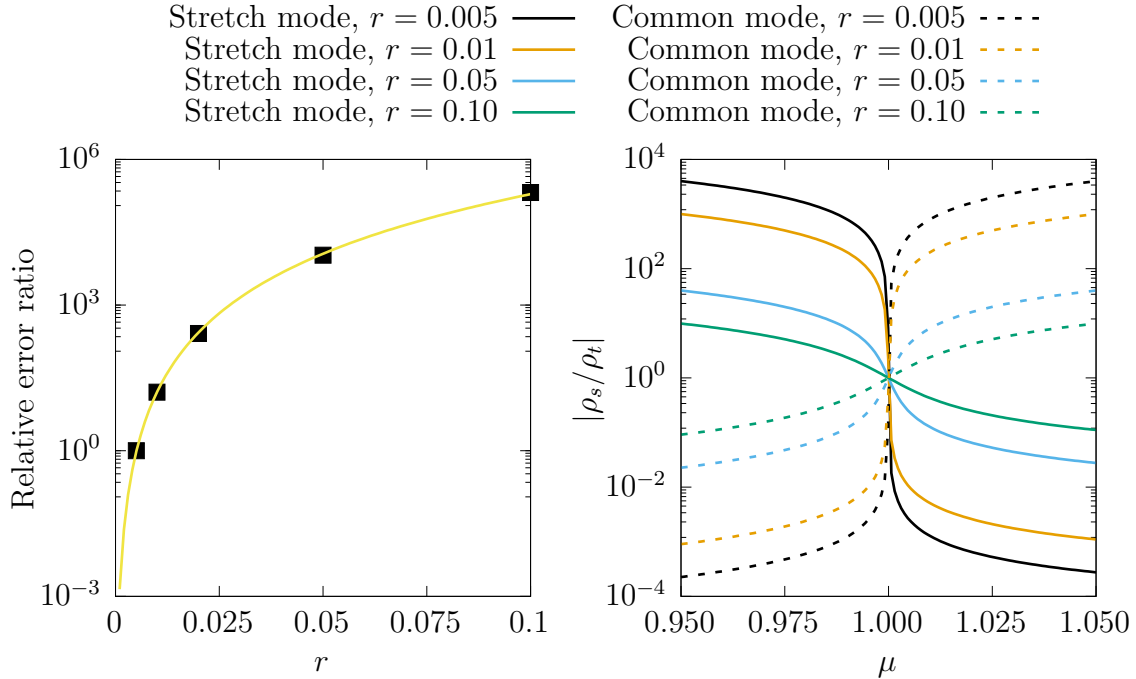 Stretch mode, r = 0.005 Common mode, r = 0.005
Stretch mode, r = 0.01 Common mode, r = 0.01
Stretch mode, r = 0.05 Common mode, r = 0.05
Stretch mode, r = 0.10 Common mode, r = 0.10
Relative error ratio
10^6
10^3
10^0
10^{-3}
0 0.025 0.05 0.075 0.1
r
|ρ_s/ρ_t|
10^4
10^2
10^0
10^{-2}
10^{-4}
0.950 0.975 1.000 1.025 1.050
μ